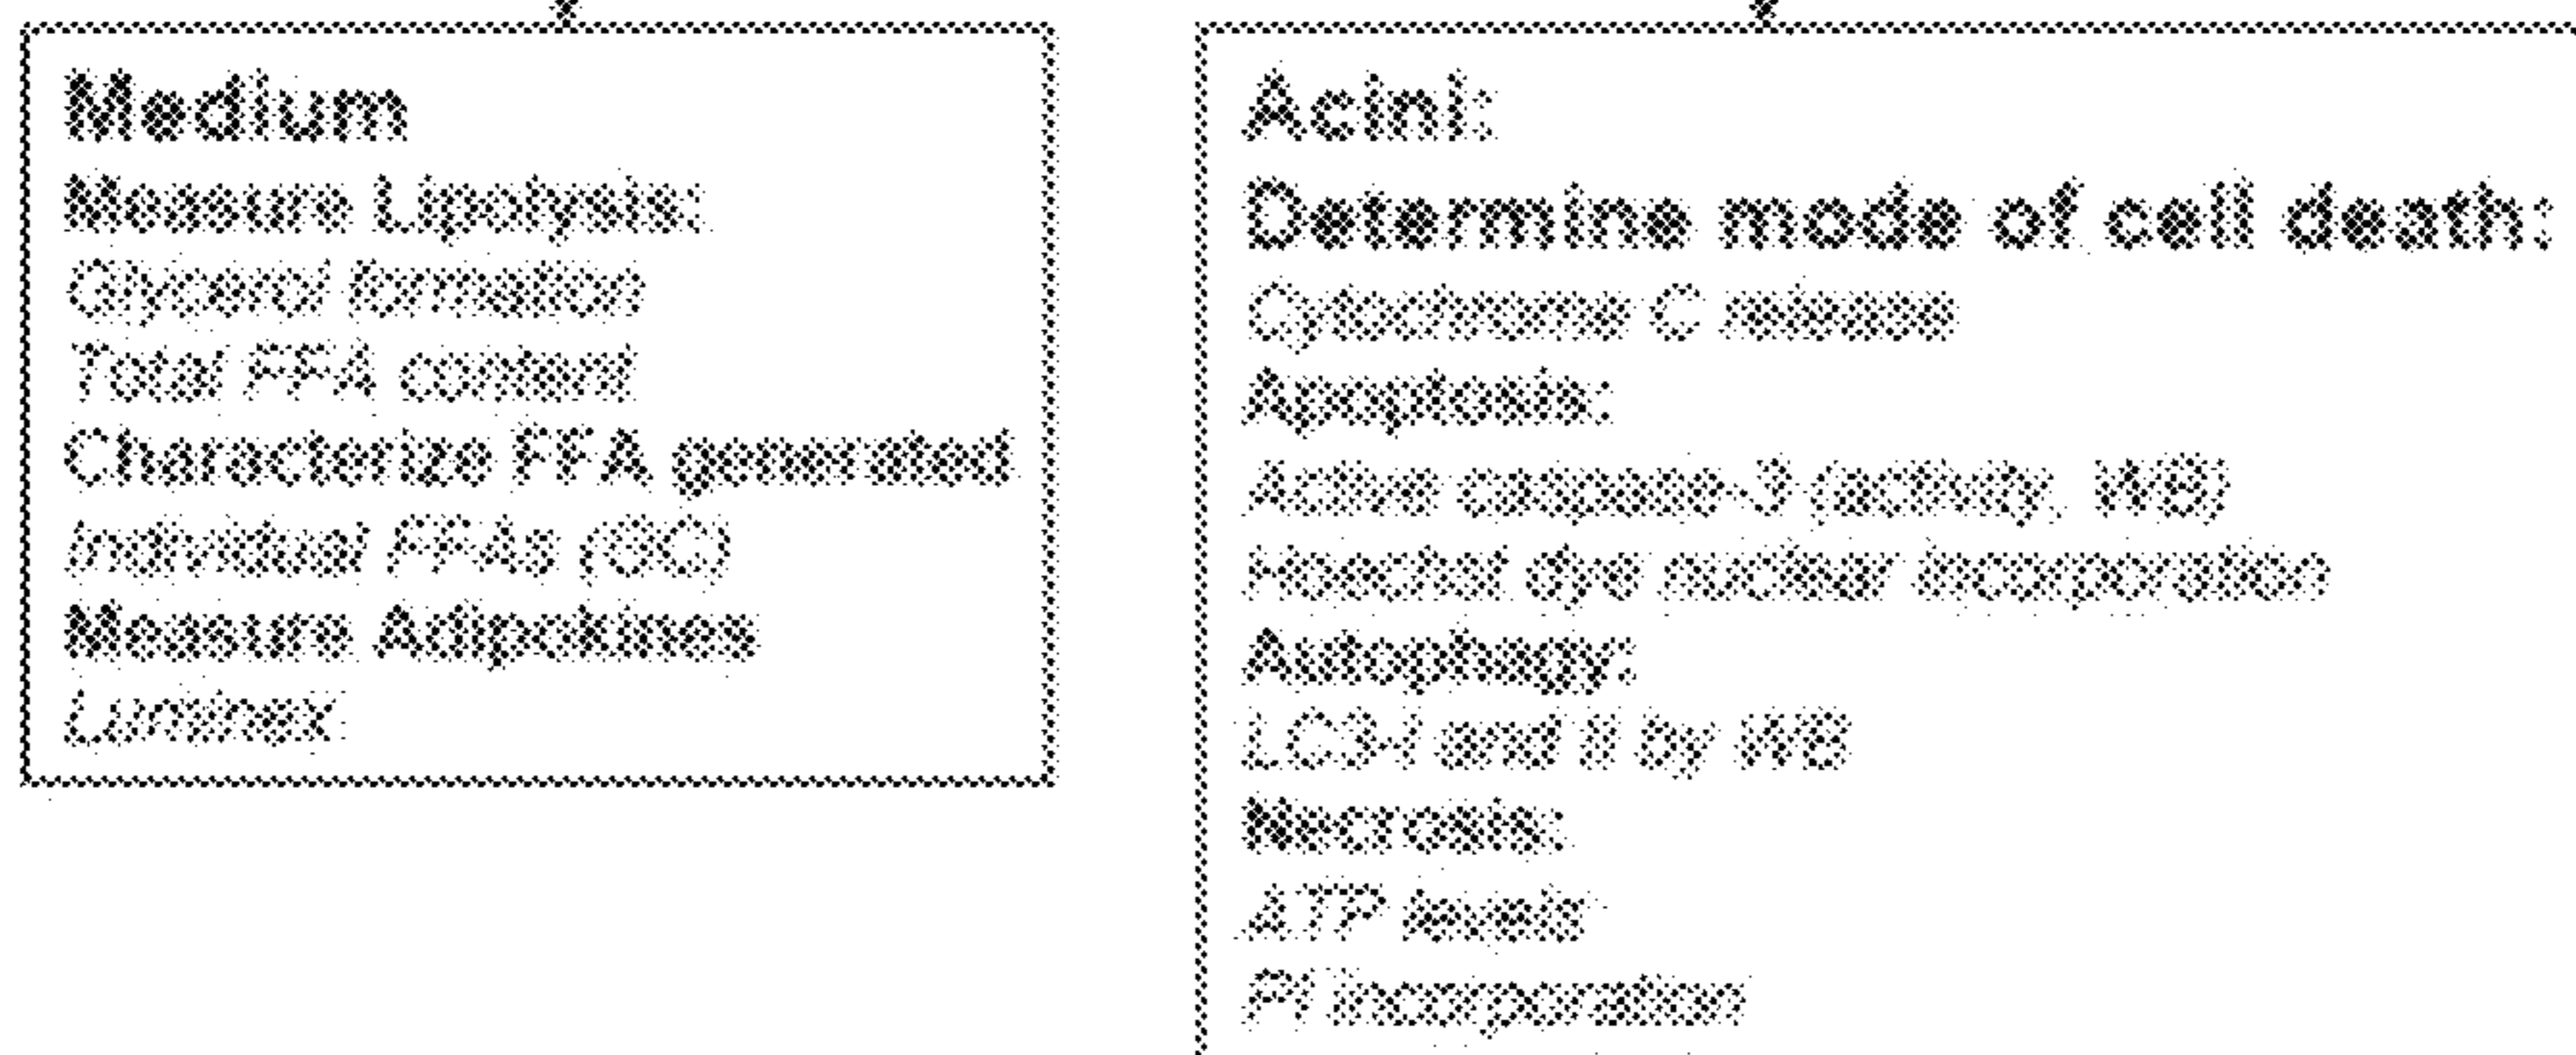 Medium
Measure Lipolysis:
Glycerol formation
Total FFA content
Characterize FFA generated
Individual FFAs (GC)
Measure Adipokines
Luminex
Acini:
Determine mode of cell death:
Cytochrome C release
Apoptosis:
Active caspase-3 (activity, WB)
Hoechst dye nuclear incorporation
Autophagy:
LC3-I and II by WB
Necrosis:
ATP levels
PI incorporation